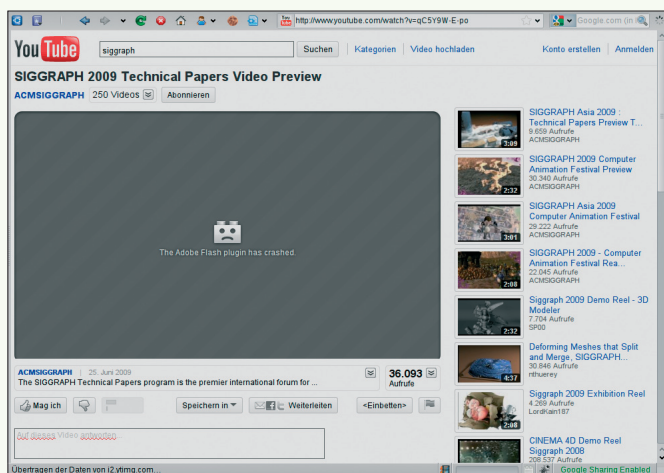 http://www.youtube.com/watch?v=qC5Y9W-E-po
Google.com (in
You Tube
siggraph
Suchen
Kategorien
Video hochladen
Konto erstellen
Anmelden
SIGGRAPH 2009 Technical Papers Video Preview
ACMSIGGRAPH 250 Videos
Abonnieren
The Adobe Flash plugin has crashed.
ACMSIGGRAPH | 25. Juni 2009
The SIGGRAPH Technical Papers program is the premier international forum for ...
36.093
Aufrufe
Mag ich
Speichern in
Weiterleiten
<Einbetten>
Auf dieses Video antworten...
SIGGRAPH Asia 2009 :
Technical Papers Preview T...
9.659 Aufrufe
ACMSIGGRAPH
3:09
SIGGRAPH 2009 Computer
Animation Festival Preview
30.340 Aufrufe
ACMSIGGRAPH
2:32
SIGGRAPH Asia 2009
Computer Animation Festival
29.222 Aufrufe
ACMSIGGRAPH
3:01
SIGGRAPH 2009 - Computer
Animation Festival Rea...
22.045 Aufrufe
ACMSIGGRAPH
2:08
Siggraph 2009 Demo Reel - 3D
Modeler
7.704 Aufrufe
SP00
2:32
Deforming Meshes that Split
and Merge, SIGGRAPH...
30.846 Aufrufe
nthuerey
4:37
Siggraph 2009 Exhibition Reel
4.269 Aufrufe
LordKain187
2:08
CINEMA 4D Demo Reel
Siggraph 2008
208.537 Aufrufe
Übertragen der Daten von i2.ytimg.com...
Google Sharing Enabled